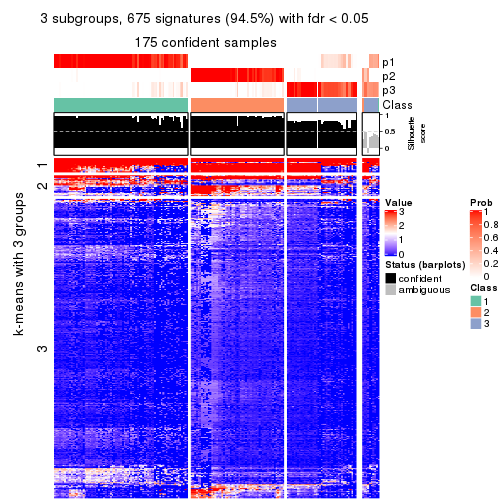 3 subgroups, 675 signatures (94.5%) with fdr < 0.05
175 confident samples
p1
p2
p3
Class
1
0.5
0
Silhouette
score
k-means with 3 groups
1
2
3
Value
3
2
1
0
Status (barplots)
confident
ambiguous
Prob
1
0.8
0.6
0.4
0.2
0
Class
1
2
3